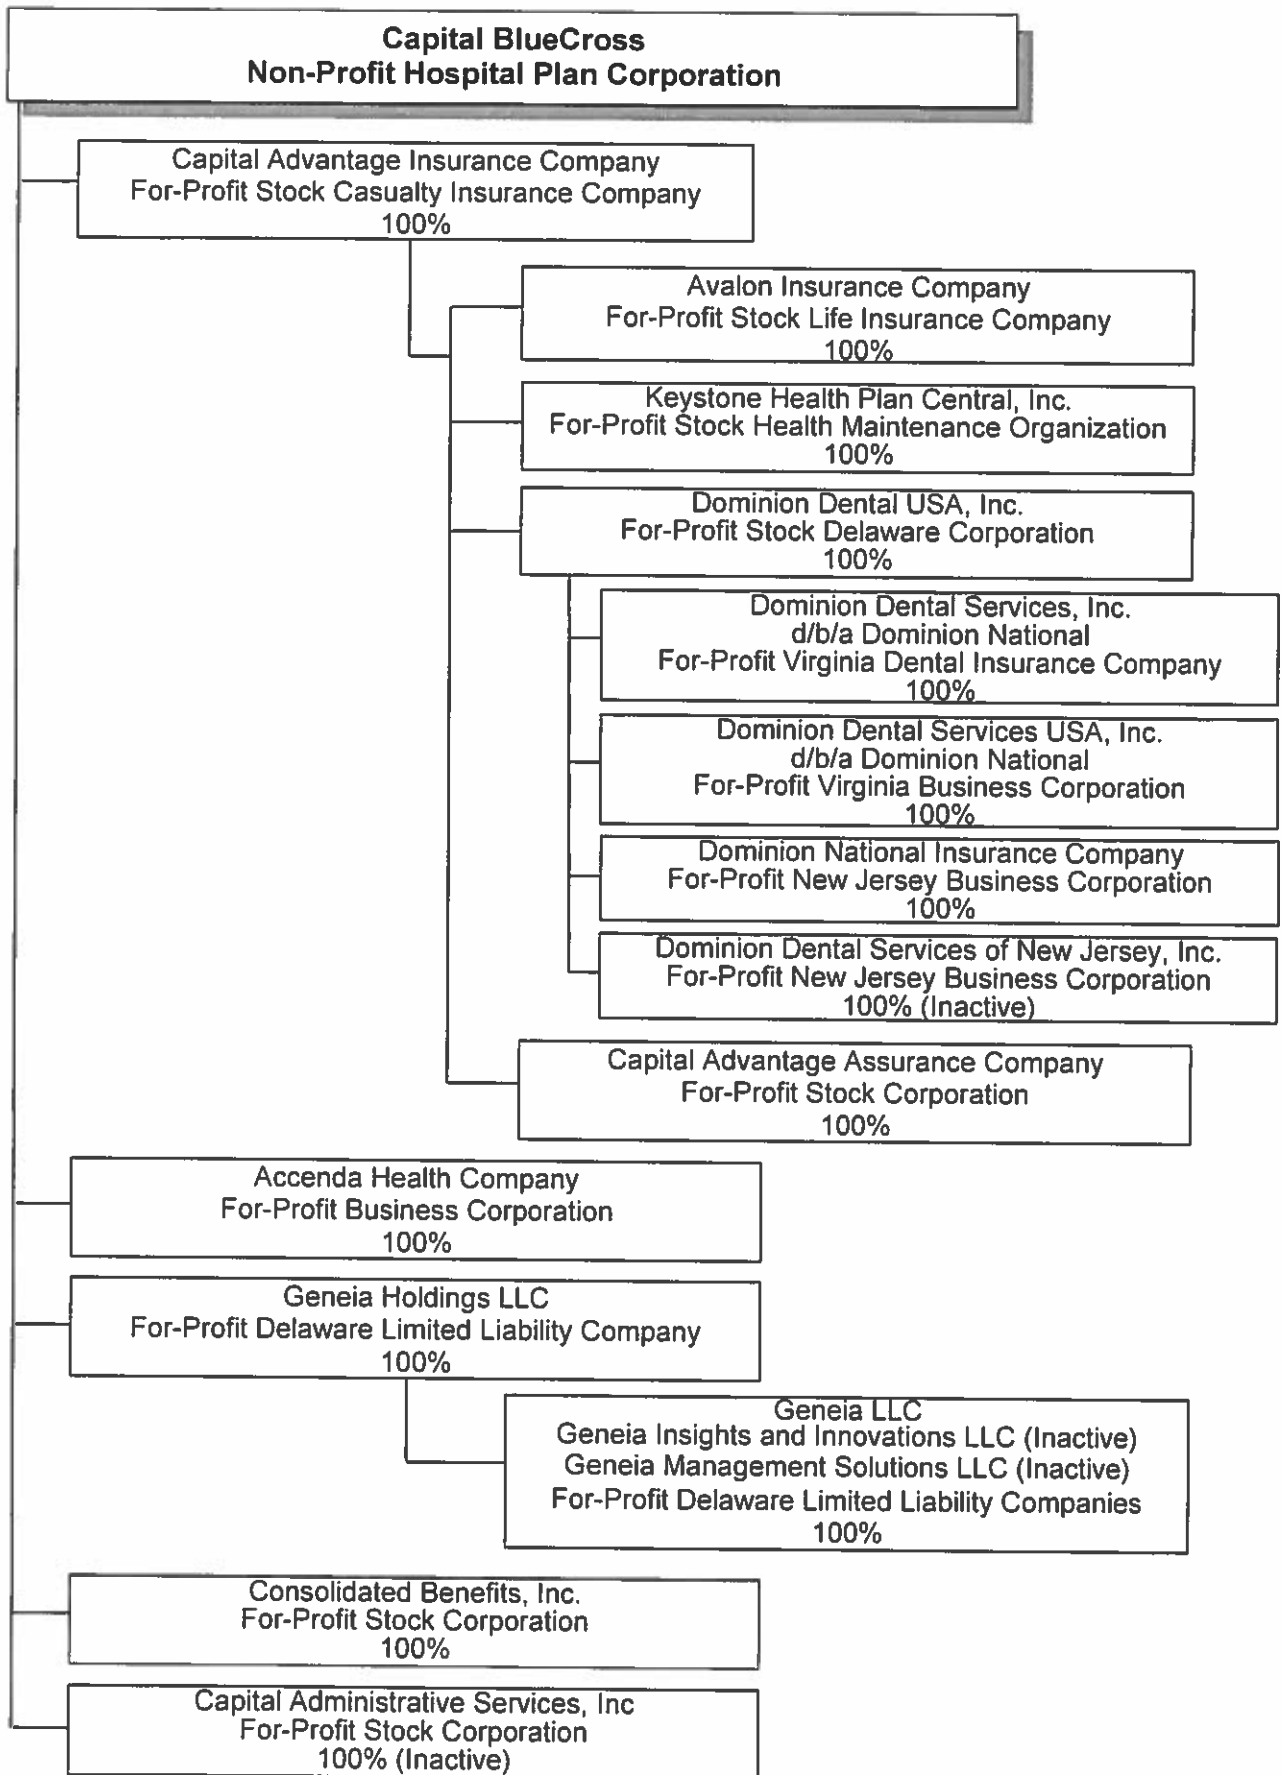 Capital BlueCross
Non-Profit Hospital Plan Corporation
Capital Advantage Insurance Company
For-Profit Stock Casualty Insurance Company
100%
Avalon Insurance Company
For-Profit Stock Life Insurance Company
100%
Keystone Health Plan Central, Inc.
For-Profit Stock Health Maintenance Organization
100%
Dominion Dental USA, Inc.
For-Profit Stock Delaware Corporation
100%
Dominion Dental Services, Inc.
d/b/a Dominion National
For-Profit Virginia Dental Insurance Company
100%
Dominion Dental Services USA, Inc.
d/b/a Dominion National
For-Profit Virginia Business Corporation
100%
Dominion National Insurance Company
For-Profit New Jersey Business Corporation
100%
Dominion Dental Services of New Jersey, Inc.
For-Profit New Jersey Business Corporation
100% (Inactive)
Capital Advantage Assurance Company
For-Profit Stock Corporation
100%
Accenda Health Company
For-Profit Business Corporation
100%
Geneia Holdings LLC
For-Profit Delaware Limited Liability Company
100%
Geneia LLC
Geneia Insights and Innovations LLC (Inactive)
Geneia Management Solutions LLC (Inactive)
For-Profit Delaware Limited Liability Companies
100%
Consolidated Benefits, Inc.
For-Profit Stock Corporation
100%
Capital Administrative Services, Inc
For-Profit Stock Corporation
100% (Inactive)